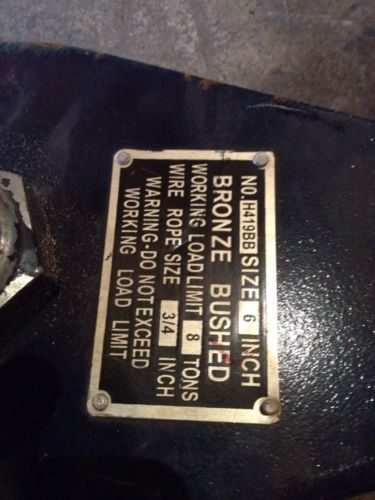 NO. H419BB SIZE 6 INCH
BRONZE BUSHED
WORKING LOAD LIMIT 8 TONS
WIRE ROPE SIZE 3/4 INCH
WARNING-DO NOT EXCEED
WORKING LOAD LIMIT